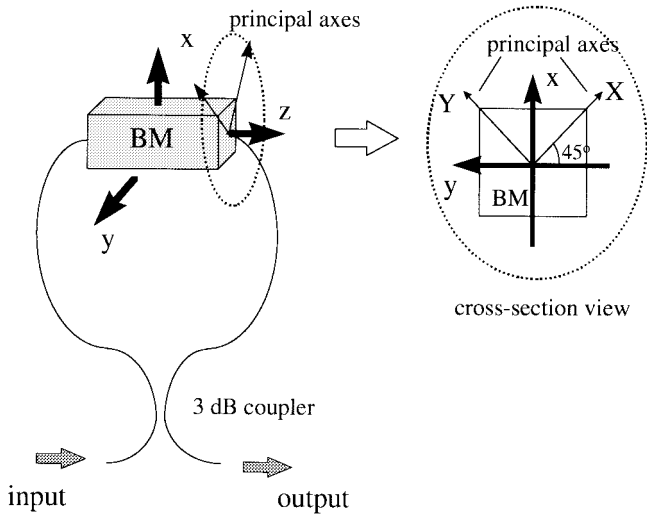 principal axes
x
z
BM
y
principal axes
Y
x
X
45°
y
BM
cross-section view
3 dB coupler
input
output